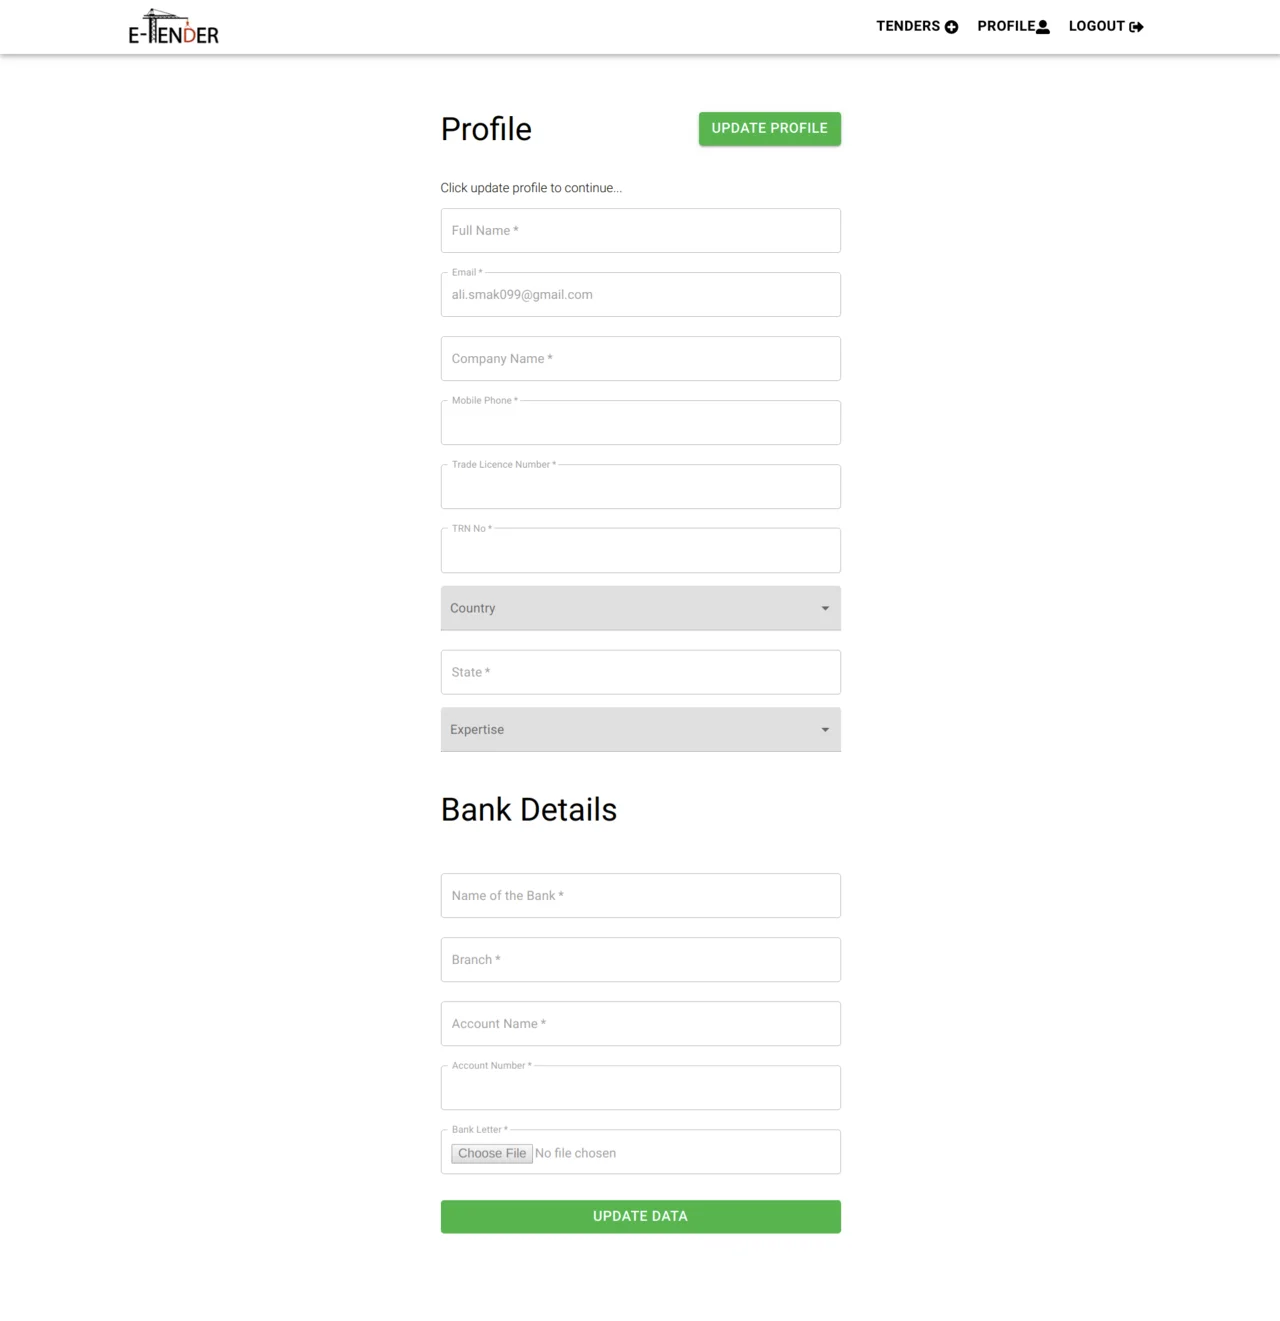 E-TENDER
TENDERS
PROFILE
LOGOUT
Profile
UPDATE PROFILE
Click update profile to continue...
Full Name *
Email *
ali.smak099@gmail.com
Company Name *
Mobile Phone *
Trade Licence Number *
TRN No *
Country
State *
Expertise
Bank Details
Name of the Bank *
Branch *
Account Name *
Account Number *
Bank Letter *
Choose File No file chosen
UPDATE DATA